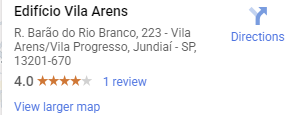 Edifício Vila Arens
R. Barão do Rio Branco, 223 - Vila
Arens/Vila Progresso, Jundiaí - SP,
13201-670
Directions
4.0 1 review
View larger map